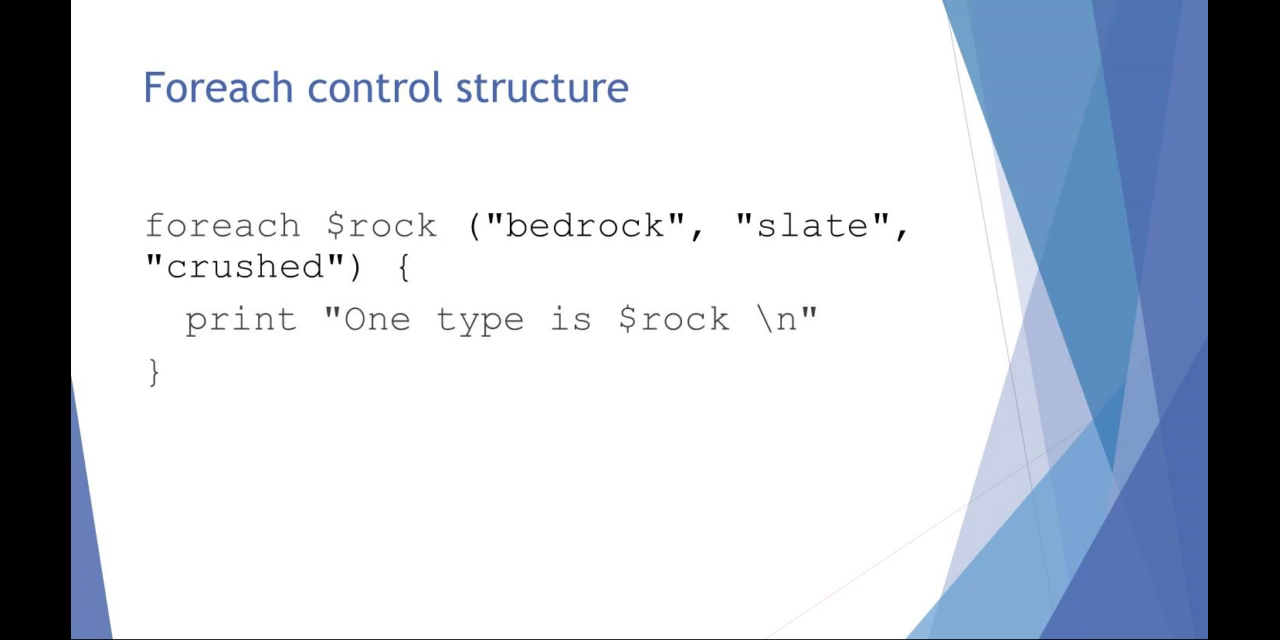 Foreach control structure
foreach $rock ("bedrock", "slate",
"crushed") {
print "One type is $rock \n"
}